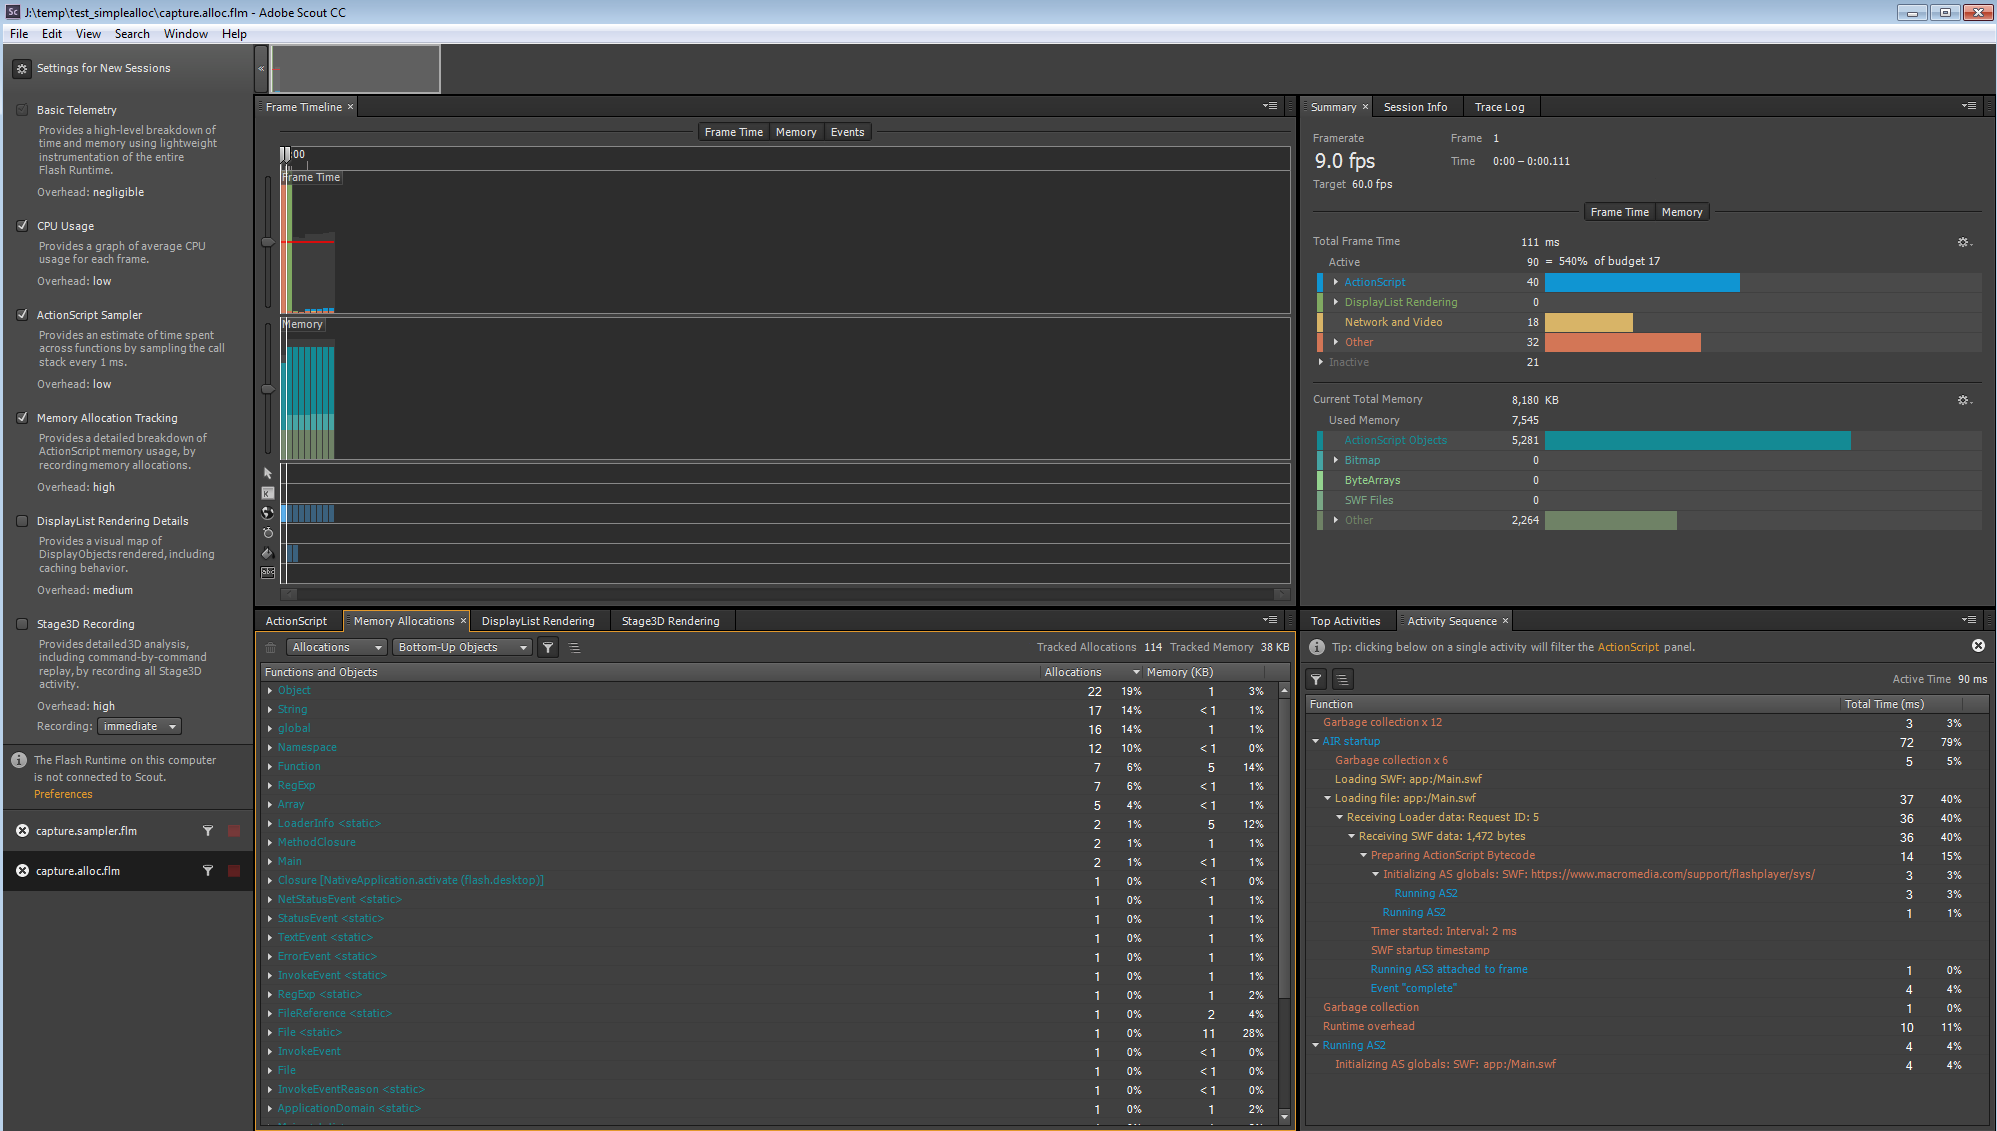 Sc J:\temp\test_simplealloc\capture.alloc.flm - Adobe Scout CC
File Edit View Search Window Help
Settings for New Sessions
Basic Telemetry
Provides a high-level breakdown of
time and memory using lightweight
instrumentation of the entire
Flash Runtime.
Overhead: negligible
CPU Usage
Provides a graph of average CPU
usage for each frame.
Overhead: low
ActionScript Sampler
Provides an estimate of time spent
across functions by sampling the call
stack every 1 ms.
Overhead: low
Memory Allocation Tracking
Provides a detailed breakdown of
ActionScript memory usage, by
recording memory allocations.
Overhead: high
DisplayList Rendering Details
Provides a visual map of
DisplayObjects rendered, including
caching behavior.
Overhead: medium
Stage3D Recording
Provides detailed 3D analysis,
including command-by-command
replay, by recording all Stage3D
activity.
Overhead: high
Recording: immediate
The Flash Runtime on this computer
is not connected to Scout.
Preferences
capture.sampler.flm
capture.alloc.flm
Frame Timeline
Frame Time Memory Events
:00
Frame Time
Memory
Summary Session Info Trace Log
Framerate
9.0 fps
Target 60.0 fps
Frame 1
Time 0:00 – 0:00.111
Frame Time Memory
Total Frame Time 111 ms
Active 90 = 540% of budget 17
ActionScript 40
DisplayList Rendering 0
Network and Video 18
Other 32
Inactive 21
Current Total Memory 8,180 KB
Used Memory 7,545
ActionScript Objects 5,281
Bitmap 0
ByteArrays 0
SWF Files 0
Other 2,264
ActionScript Memory Allocations DisplayList Rendering Stage3D Rendering
Allocations Bottom-Up Objects Tracked Allocations 114 Tracked Memory 38 KB
Functions and Objects Allocations Memory (KB)
Object 22 19% 1 3%
String 17 14% < 1 1%
global 16 14% 1 1%
Namespace 12 10% < 1 0%
Function 7 6% 5 14%
RegExp 7 6% < 1 1%
Array 5 4% < 1 1%
LoaderInfo <static> 2 1% 5 12%
MethodClosure 2 1% 1 1%
Main 2 1% < 1 1%
Closure [NativeApplication.activate (flash.desktop)] 1 0% < 1 0%
NetStatusEvent <static> 1 0% 1 1%
StatusEvent <static> 1 0% 1 1%
TextEvent <static> 1 0% 1 1%
ErrorEvent <static> 1 0% 1 1%
InvokeEvent <static> 1 0% 1 1%
RegExp <static> 1 0% 1 2%
FileReference <static> 1 0% 2 4%
File <static> 1 0% 11 28%
InvokeEvent 1 0% < 1 0%
File 1 0% < 1 0%
InvokeEventReason <static> 1 0% < 1 0%
ApplicationDomain <static> 1 0% 1 2%
Top Activities Activity Sequence
Tip: clicking below on a single activity will filter the ActionScript panel.
Active Time 90 ms
Function Total Time (ms)
Garbage collection x 12 3 3%
AIR startup 72 79%
Garbage collection x 6 5 5%
Loading SWF: app:/Main.swf
Loading file: app:/Main.swf 37 40%
Receiving Loader data: Request ID: 5 36 40%
Receiving SWF data: 1,472 bytes 36 40%
Preparing ActionScript Bytecode 14 15%
Initializing AS globals: SWF: https://www.macromedia.com/support/flashplayer/sys/ 3 3%
Running AS2 3 3%
Running AS2 1 1%
Timer started: Interval: 2 ms
SWF startup timestamp
Running AS3 attached to frame 1 0%
Event "complete" 4 4%
Garbage collection 1 0%
Runtime overhead 10 11%
Running AS2 4 4%
Initializing AS globals: SWF: app:/Main.swf 4 4%